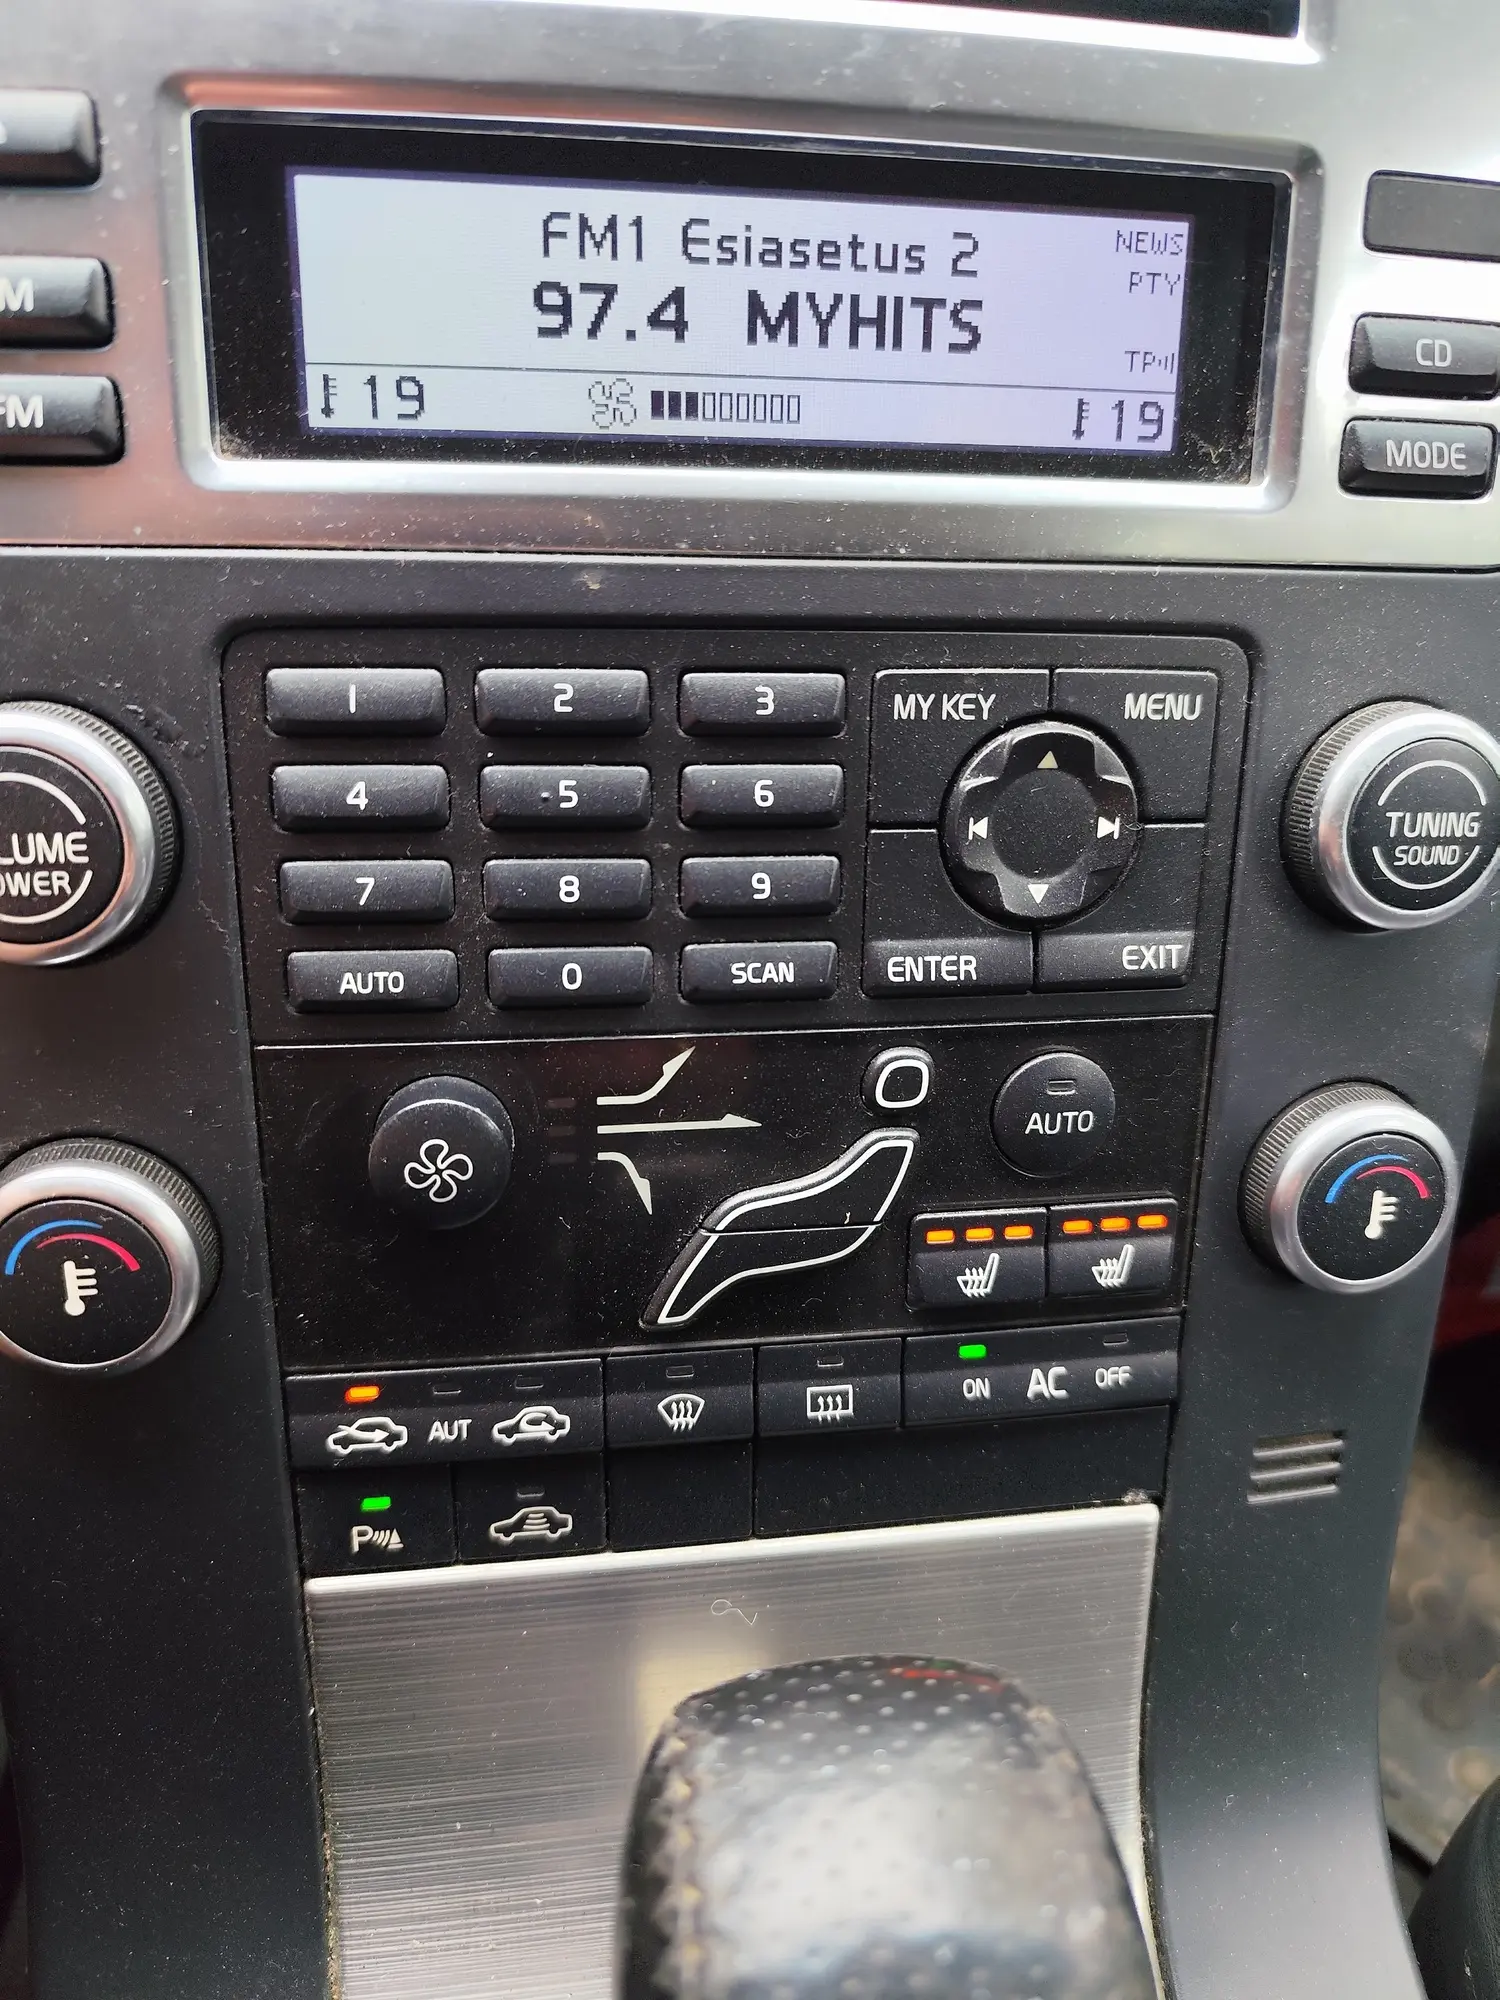 FM1 Esiasetus 2
NEWS
PTY
97.4 MYHITS
TP
19
19
CD
MODE
FM
1
2
3
MY KEY
MENU
4
5
6
7
8
9
AUTO
0
SCAN
ENTER
EXIT
TUNING
SOUND
AUTO
AUT
ON
AC
OFF
P